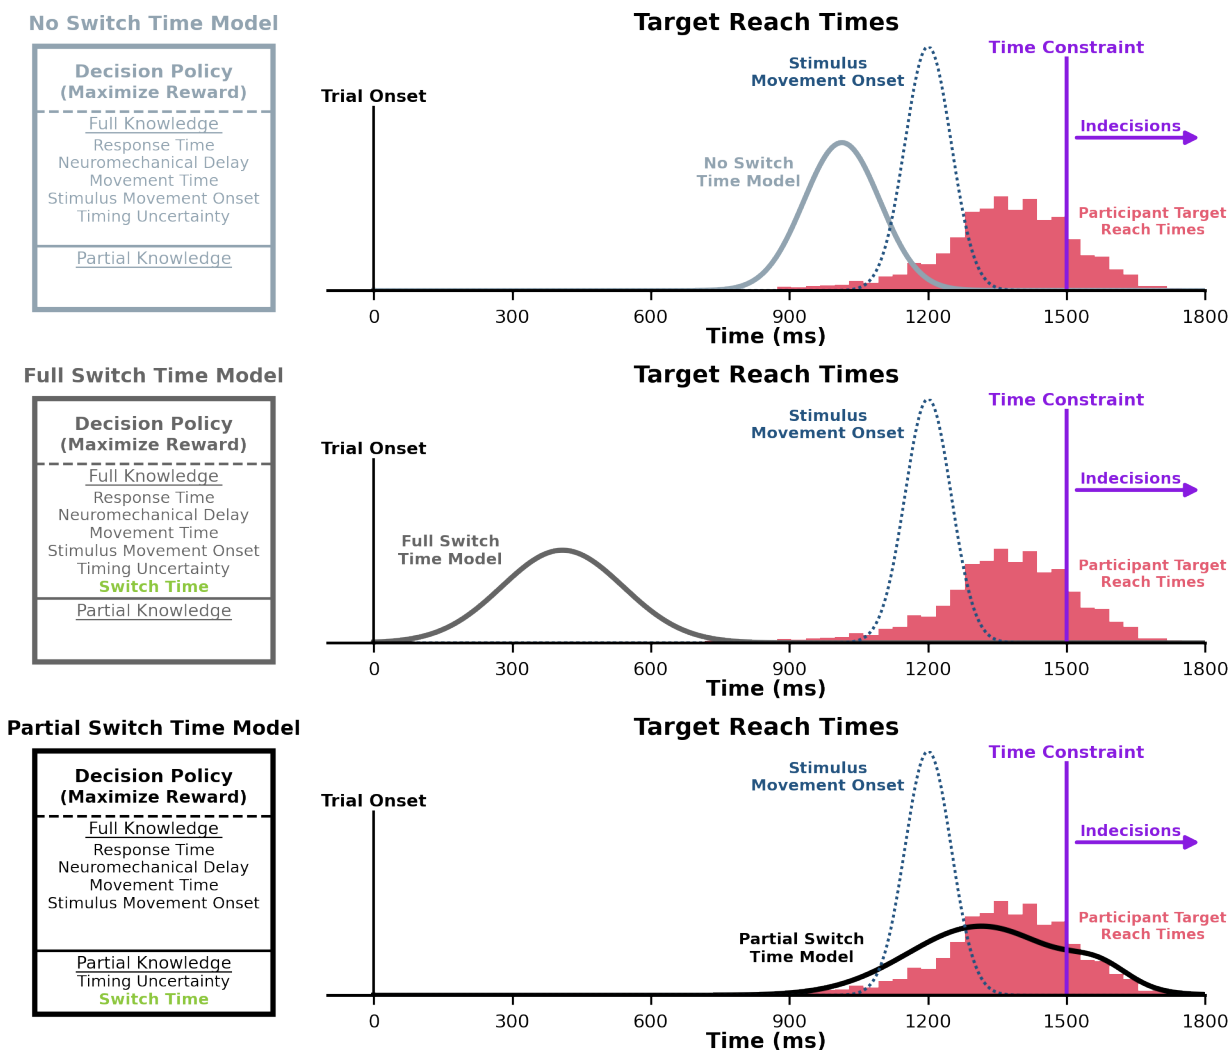 No Switch Time Model
Decision Policy
(Maximize Reward)
Full Knowledge
Response Time
Neuromechanical Delay
Movement Time
Stimulus Movement Onset
Timing Uncertainty
Partial Knowledge
Target Reach Times
Trial Onset
Stimulus
Movement Onset
Time Constraint
Indecisions
No Switch
Time Model
Participant Target
Reach Times
0 300 600 900 1200 1500 1800
Time (ms)
Full Switch Time Model
Decision Policy
(Maximize Reward)
Full Knowledge
Response Time
Neuromechanical Delay
Movement Time
Stimulus Movement Onset
Timing Uncertainty
Switch Time
Partial Knowledge
Target Reach Times
Trial Onset
Stimulus
Movement Onset
Time Constraint
Indecisions
Full Switch
Time Model
Participant Target
Reach Times
0 300 600 900 1200 1500 1800
Time (ms)
Partial Switch Time Model
Decision Policy
(Maximize Reward)
Full Knowledge
Response Time
Neuromechanical Delay
Movement Time
Stimulus Movement Onset
Partial Knowledge
Timing Uncertainty
Switch Time
Target Reach Times
Trial Onset
Stimulus
Movement Onset
Time Constraint
Indecisions
Partial Switch
Time Model
Participant Target
Reach Times
0 300 600 900 1200 1500 1800
Time (ms)